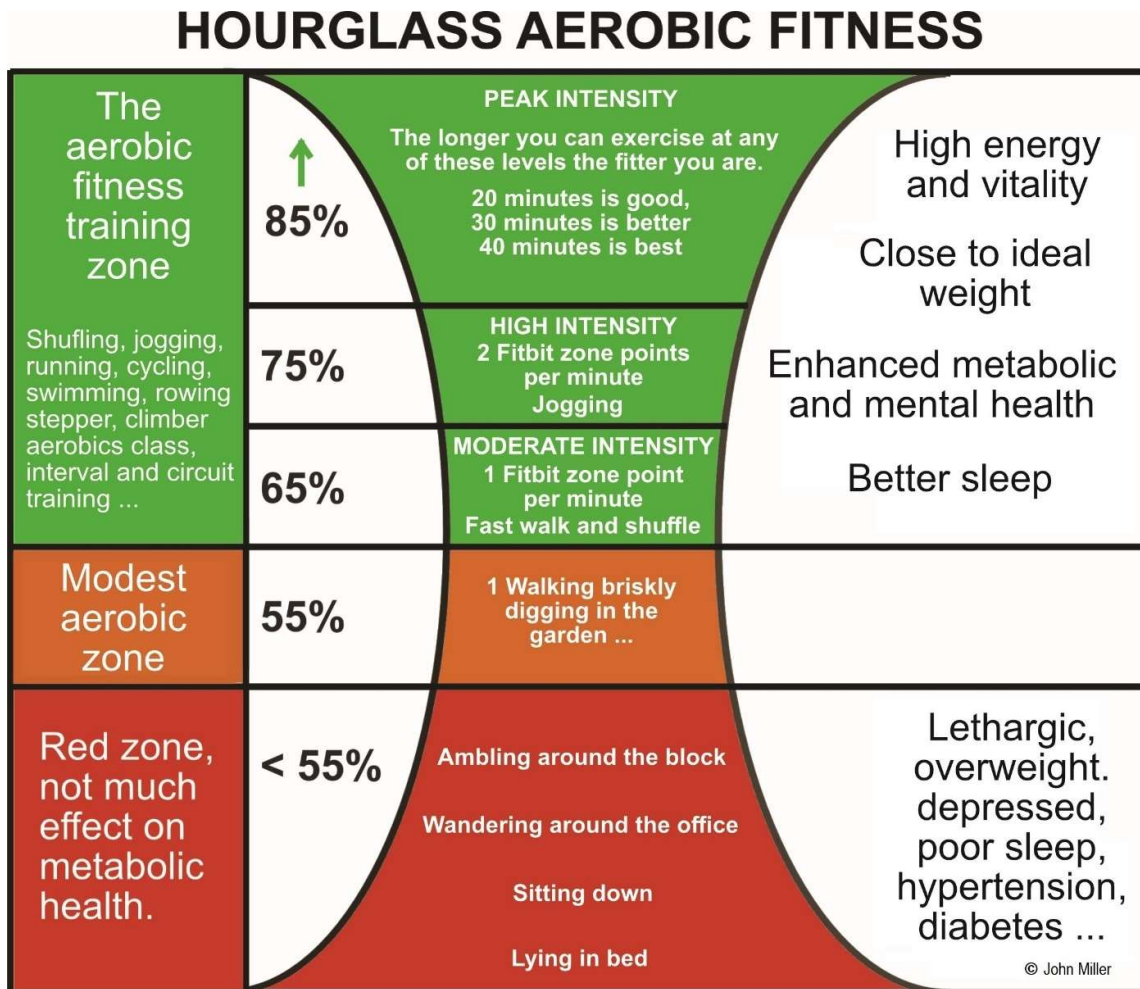 HOURGLASS AEROBIC FITNESS
The
aerobic
fitness
training
zone
Shufling, jogging,
running, cycling,
swimming, rowing
stepper, climber
aerobics class,
interval and circuit
training ...
85%
75%
65%
PEAK INTENSITY
The longer you can exercise at any
of these levels the fitter you are.
20 minutes is good,
30 minutes is better
40 minutes is best
HIGH INTENSITY
2 Fitbit zone points
per minute
Jogging
MODERATE INTENSITY
1 Fitbit zone point
per minute
Fast walk and shuffle
High energy
and vitality
Close to ideal
weight
Enhanced metabolic
and mental health
Better sleep
Modest
aerobic
zone
55%
1 Walking briskly
digging in the
garden ...
Red zone,
not much
effect on
metabolic
health.
< 55%
Ambling around the block
Wandering around the office
Sitting down
Lying in bed
Lethargic,
overweight.
depressed,
poor sleep,
hypertension,
diabetes ...
© John Miller